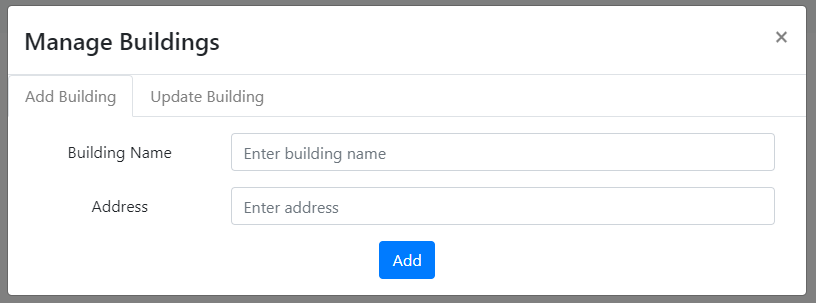 Manage Buildings ×
Add Building Update Building
Building Name Enter building name
Address Enter address
Add